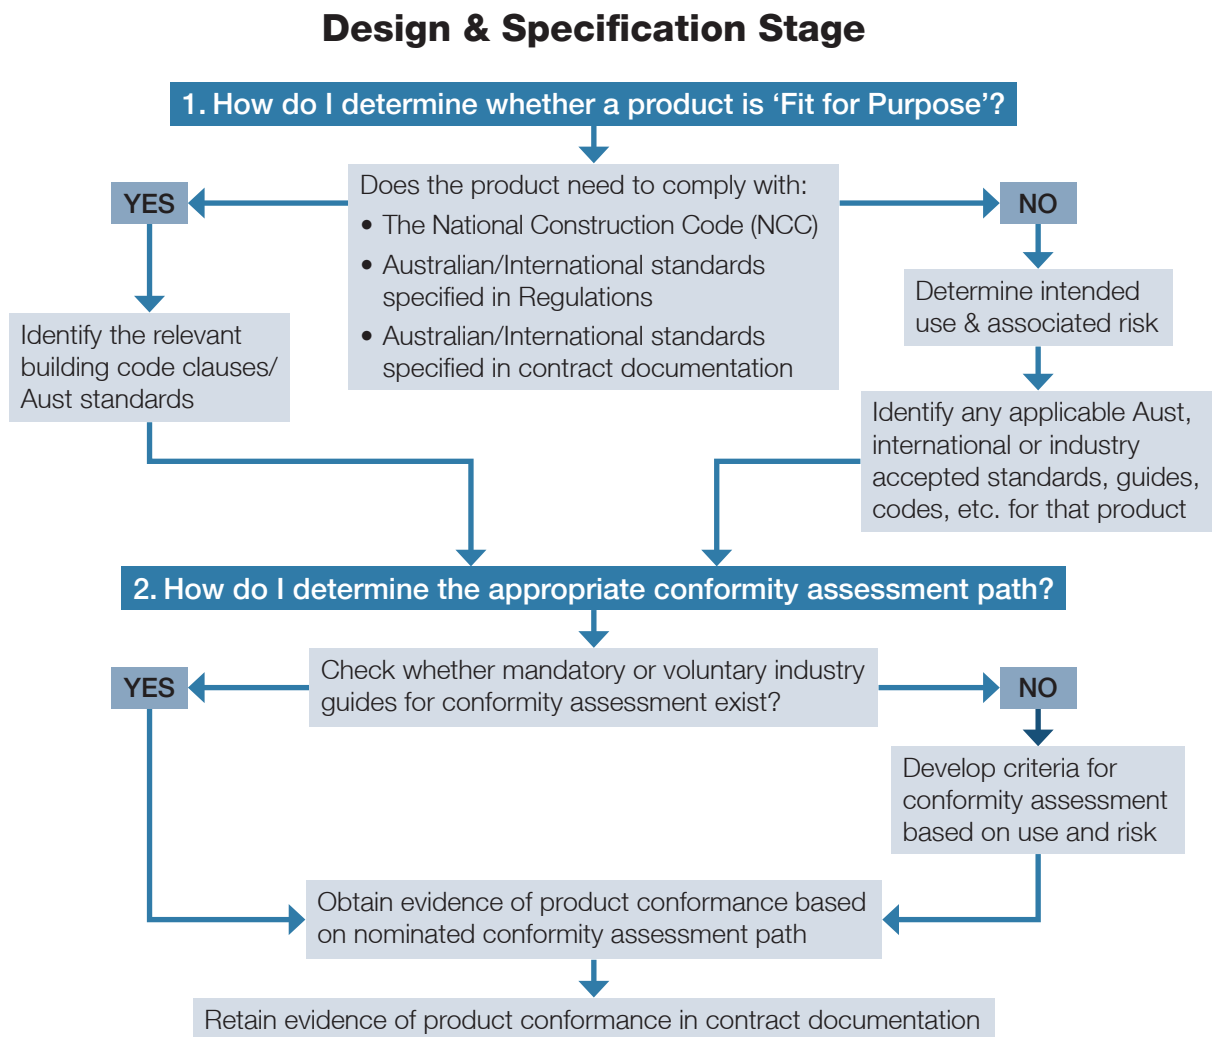 Design & Specification Stage
1. How do I determine whether a product is ‘Fit for Purpose’?
YES
Does the product need to comply with:
• The National Construction Code (NCC)
• Australian/International standards
specified in Regulations
• Australian/International standards
specified in contract documentation
NO
Identify the relevant
building code clauses/
Aust standards
Determine intended
use & associated risk
Identify any applicable Aust,
international or industry
accepted standards, guides,
codes, etc. for that product
2. How do I determine the appropriate conformity assessment path?
YES
Check whether mandatory or voluntary industry
guides for conformity assessment exist?
NO
Develop criteria for
conformity assessment
based on use and risk
Obtain evidence of product conformance based
on nominated conformity assessment path
Retain evidence of product conformance in contract documentation